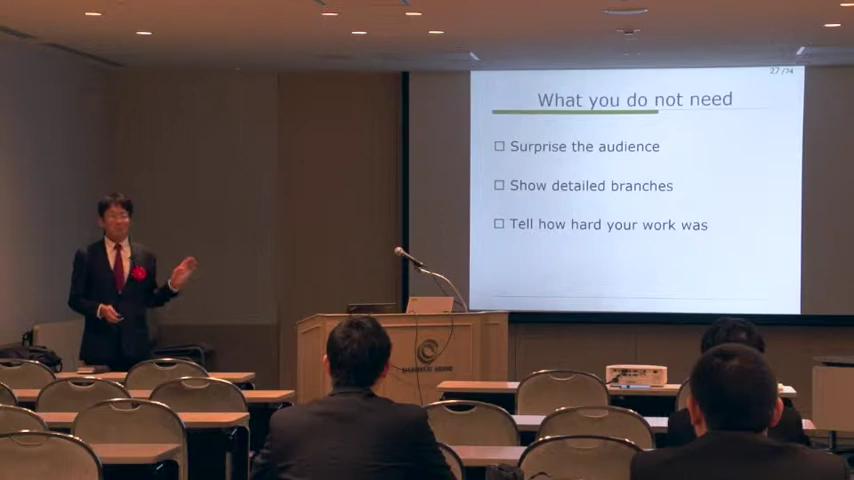 27/74
What you do not need
Surprise the audience
Show detailed branches
Tell how hard your work was